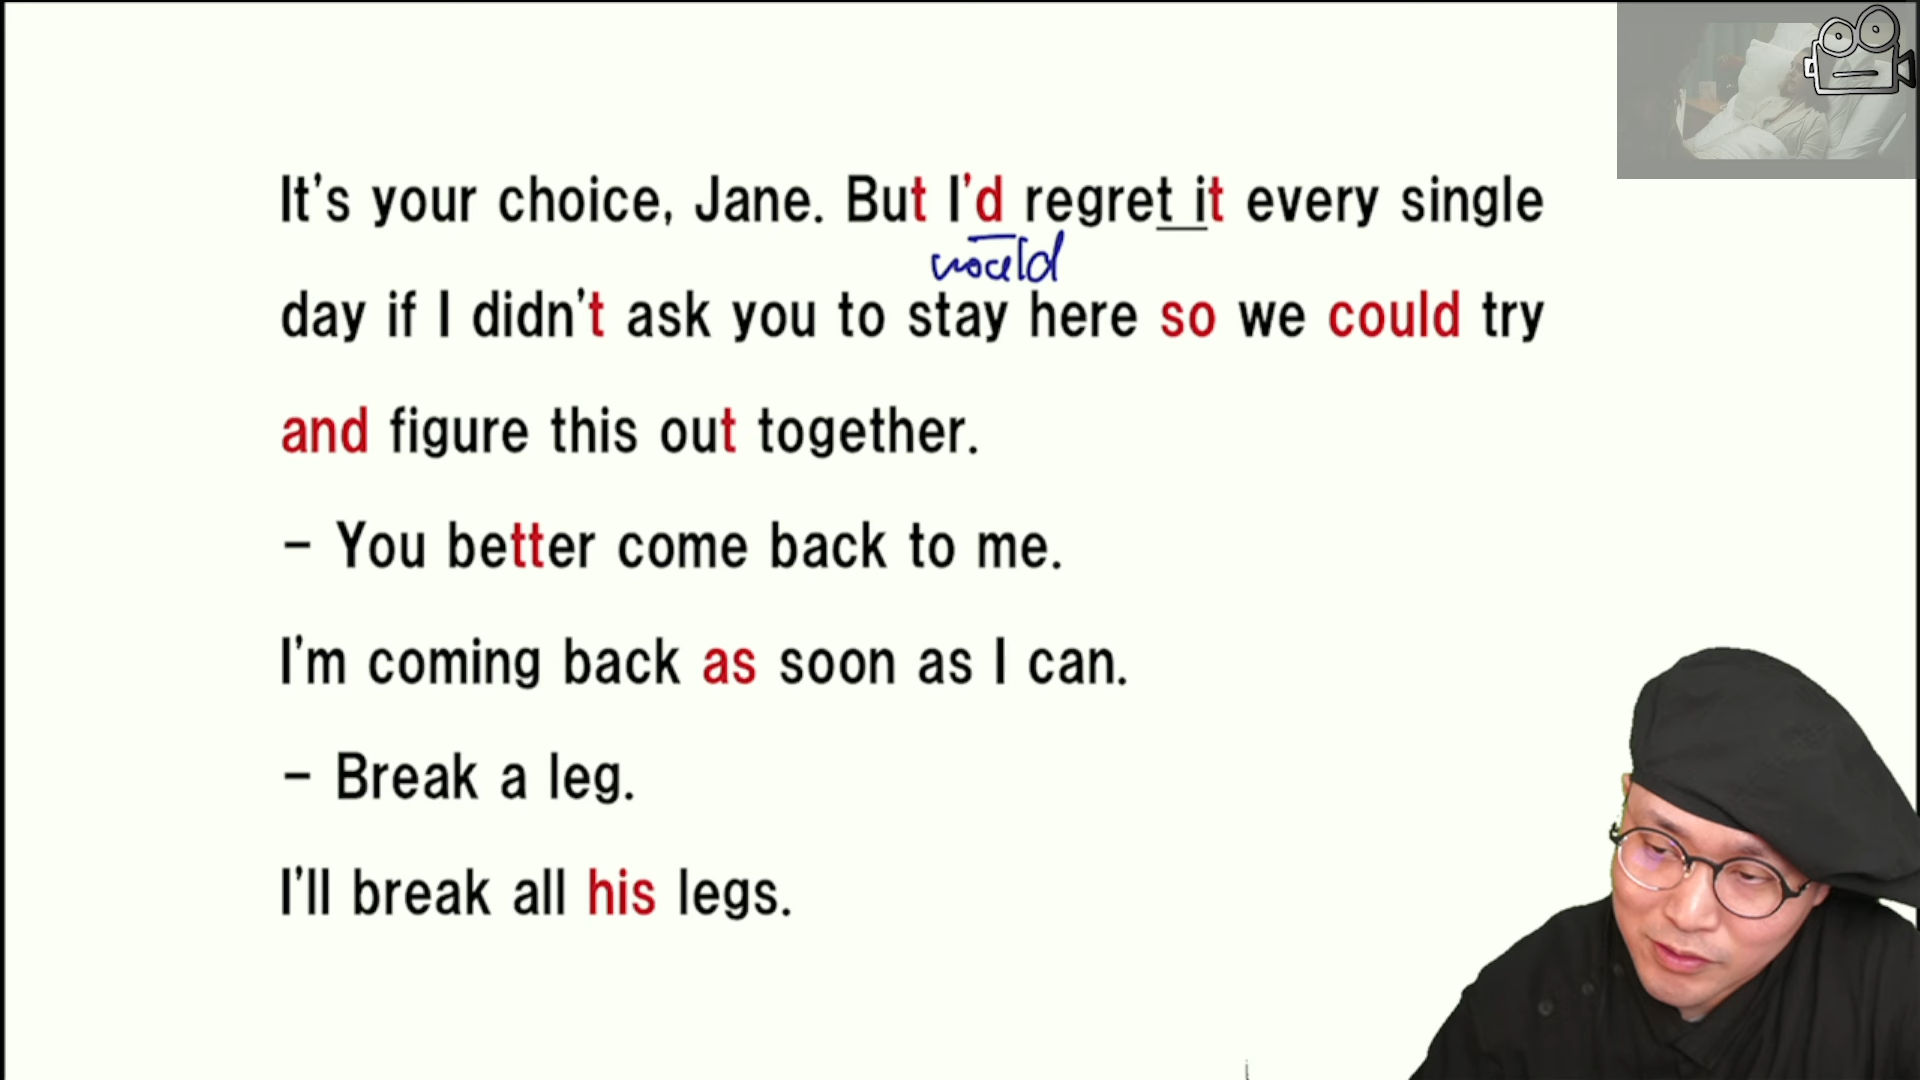 It's your choice, Jane. But I'd regret it every single
would
day if I didn't ask you to stay here so we could try
and figure this out together.
– You better come back to me.
I'm coming back as soon as I can.
– Break a leg.
I'll break all his legs.